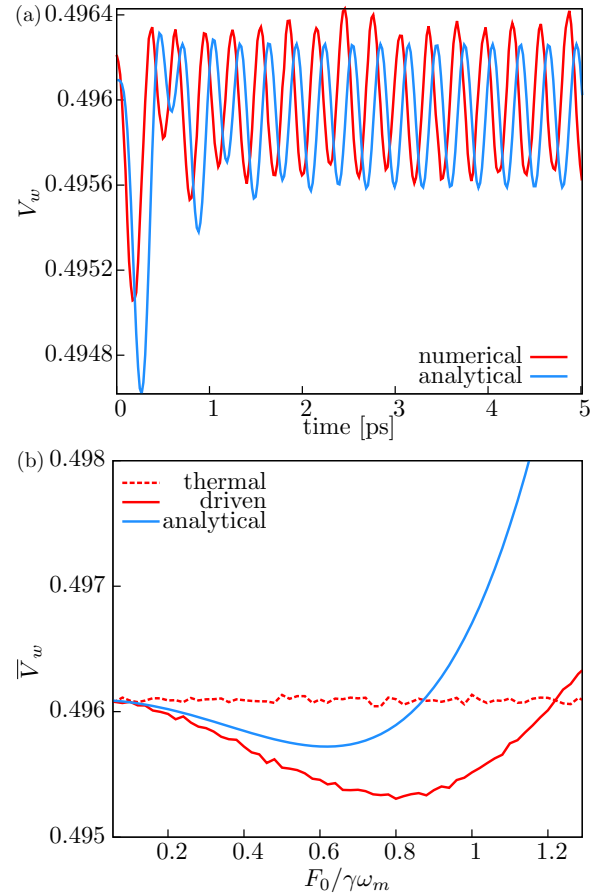 (a)
0.4964
0.496
0.4956
0.4952
0.4948
V_w
numerical
analytical
0 1 2 3 4 5
time [ps]
(b)
0.498
0.497
0.496
0.495
V̅_w
thermal
driven
analytical
0.2 0.4 0.6 0.8 1 1.2
F_0/γω_m